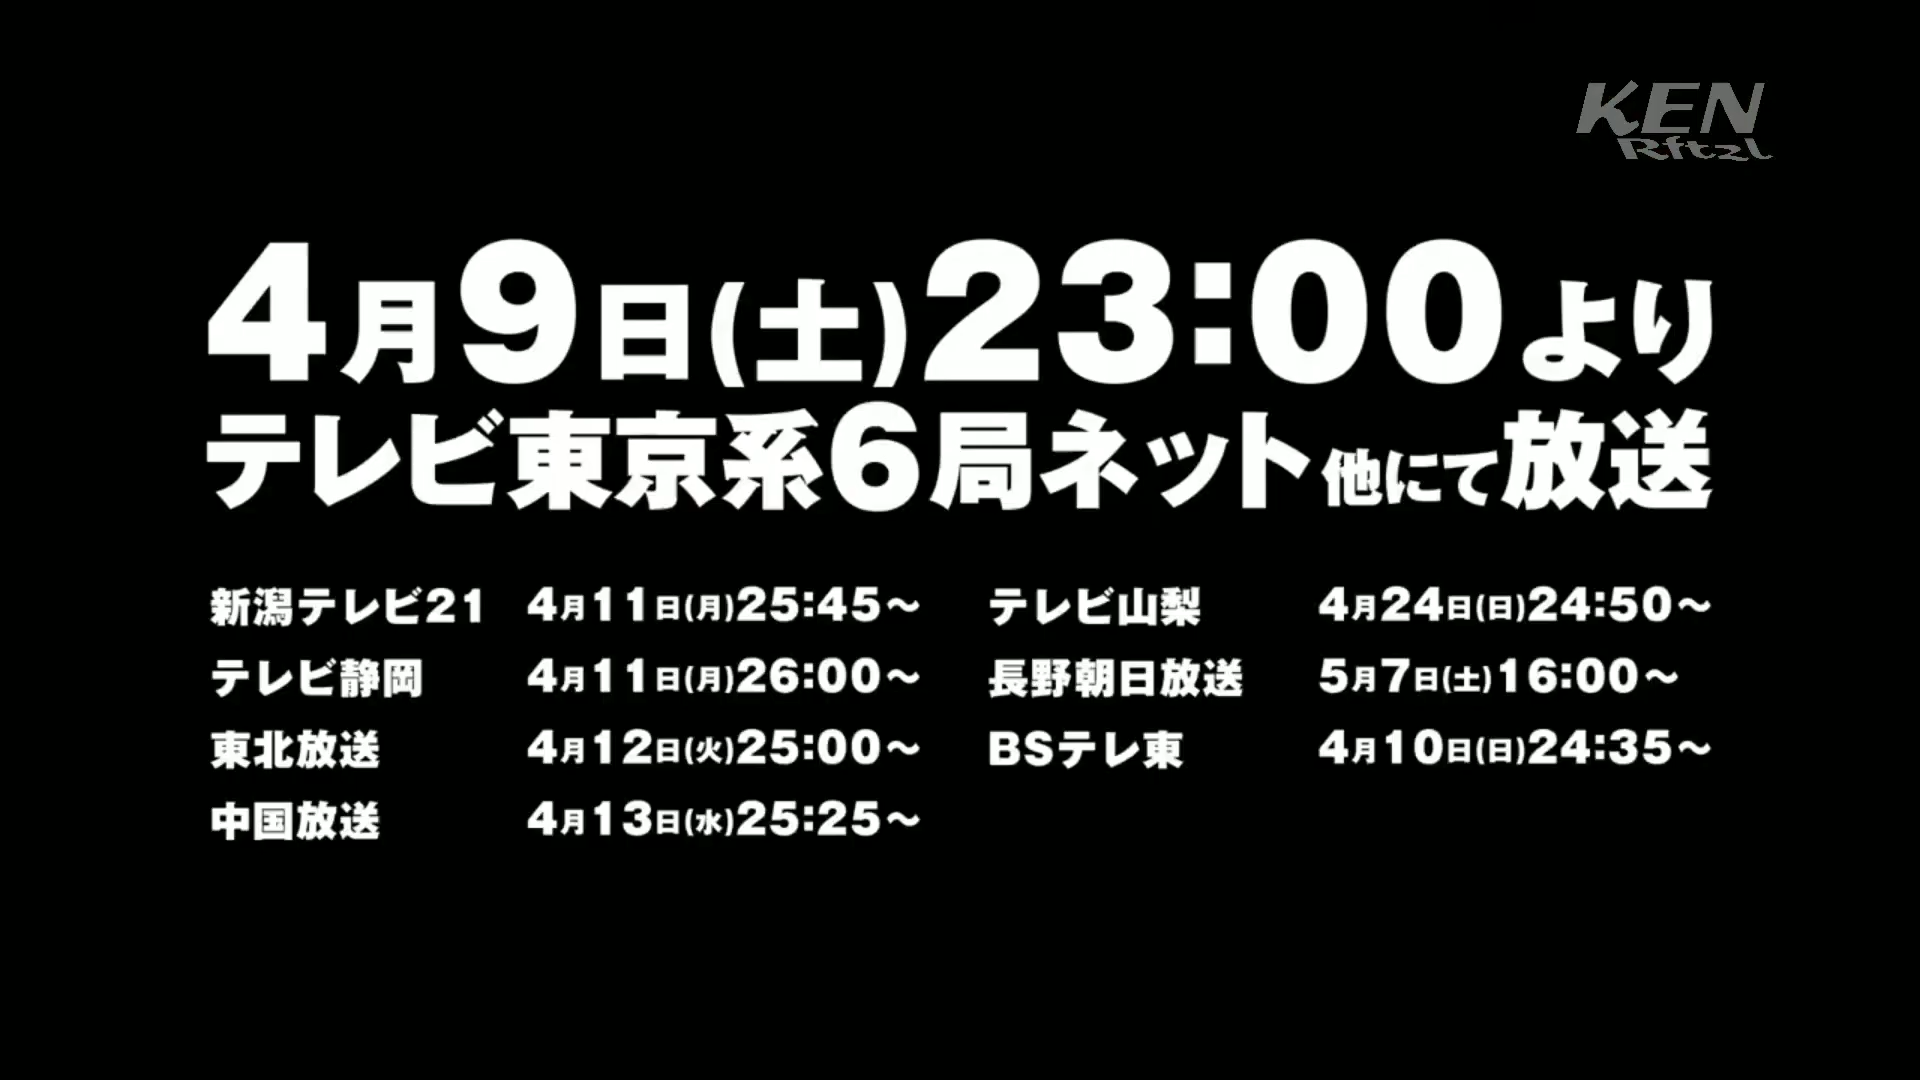 KEN
Rftzl
4月9日(土)23:00より
テレビ東京系6局ネット他にて放送
新潟テレビ21 4月11日(月)25:45～
テレビ静岡 4月11日(月)26:00～
東北放送 4月12日(火)25:00～
中国放送 4月13日(水)25:25～
テレビ山梨 4月24日(日)24:50～
長野朝日放送 5月7日(土)16:00～
BSテレ東 4月10日(日)24:35～